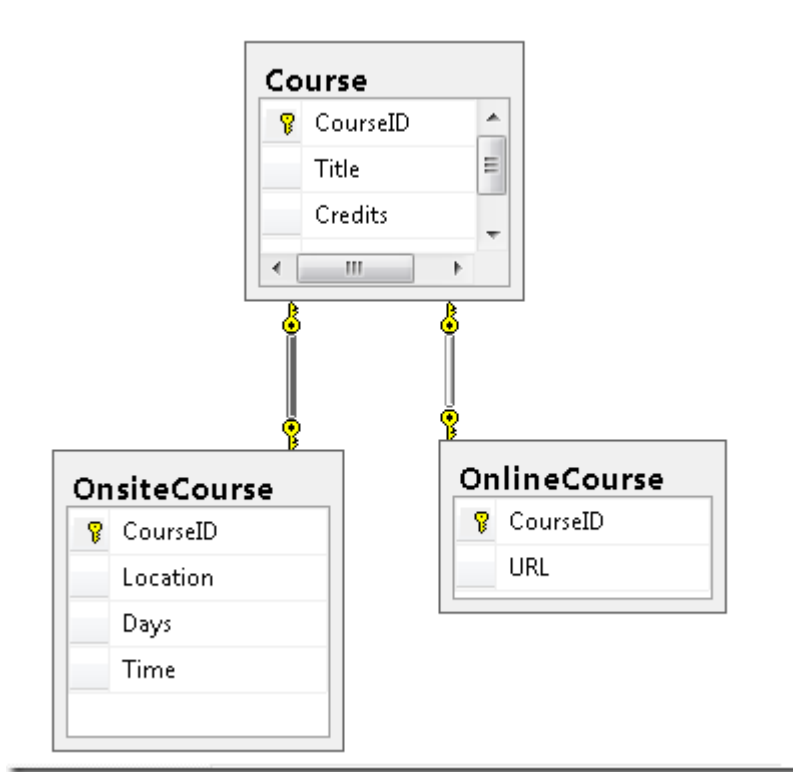 Course
CourseID
Title
Credits
OnsiteCourse
CourseID
Location
Days
Time
OnlineCourse
CourseID
URL